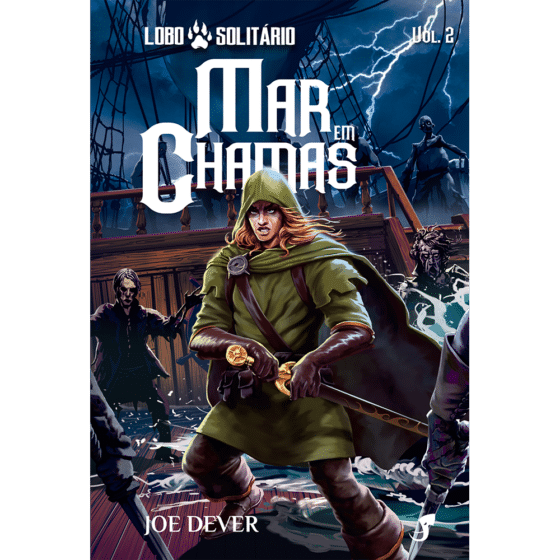 LOBO SOLITÁRIO
VOL. 2
MAR
EM
CHAMAS
JOE DEVER